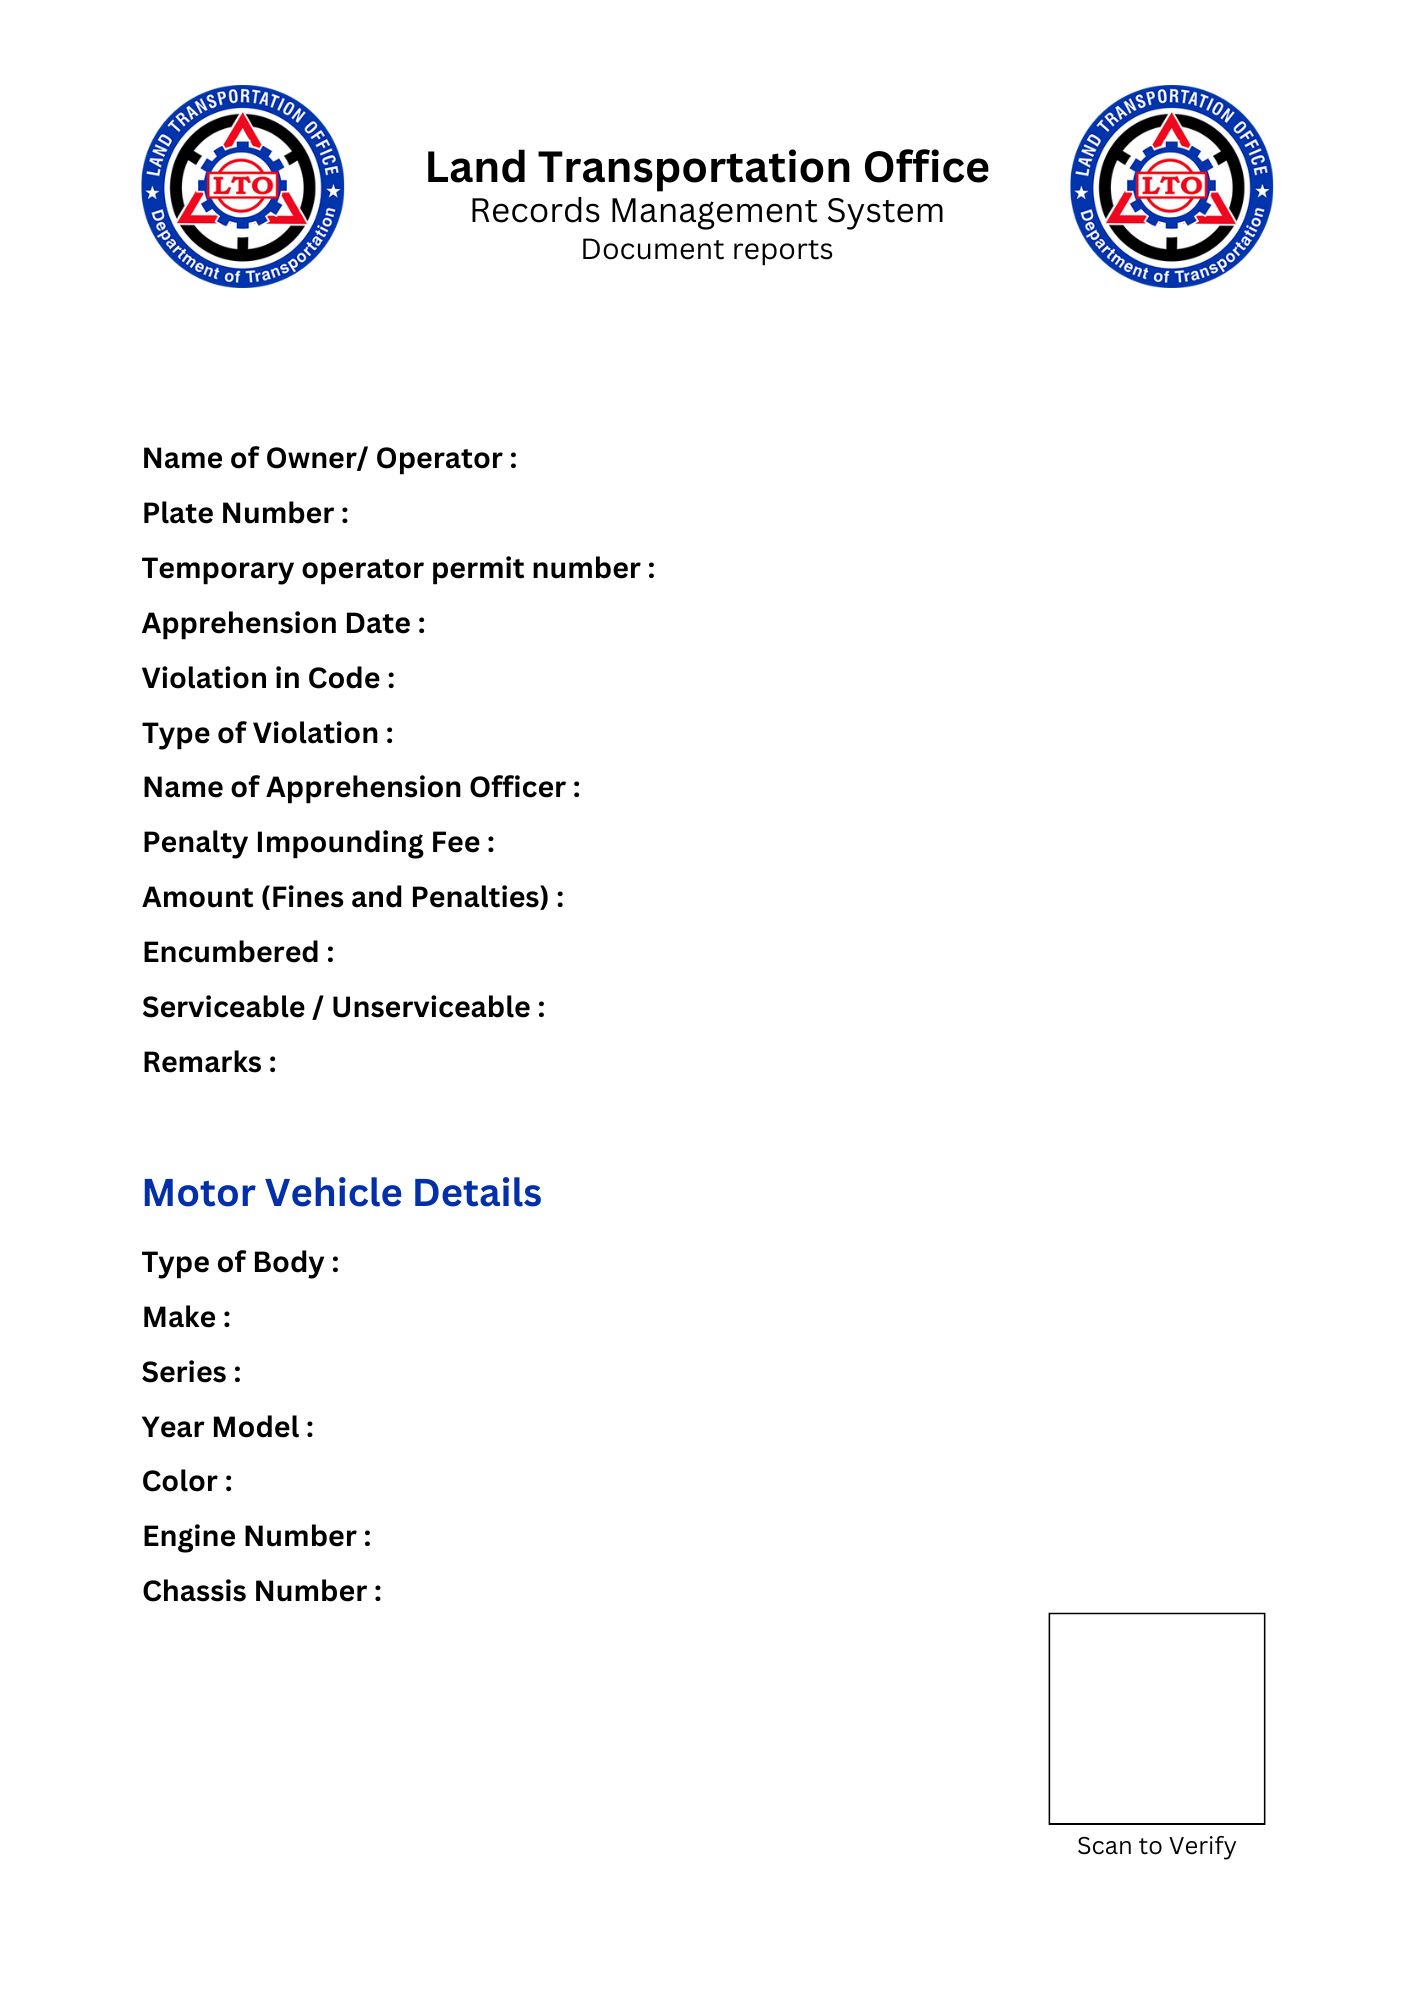 LAND TRANSPORTATION OFFICE
LTO
Department of Transportation
Land Transportation Office
Records Management System
Document reports
LAND TRANSPORTATION OFFICE
LTO
Department of Transportation
Name of Owner/ Operator :
Plate Number :
Temporary operator permit number :
Apprehension Date :
Violation in Code :
Type of Violation :
Name of Apprehension Officer :
Penalty Impounding Fee :
Amount (Fines and Penalties) :
Encumbered :
Serviceable / Unserviceable :
Remarks :
Motor Vehicle Details
Type of Body :
Make :
Series :
Year Model :
Color :
Engine Number :
Chassis Number :
Scan to Verify